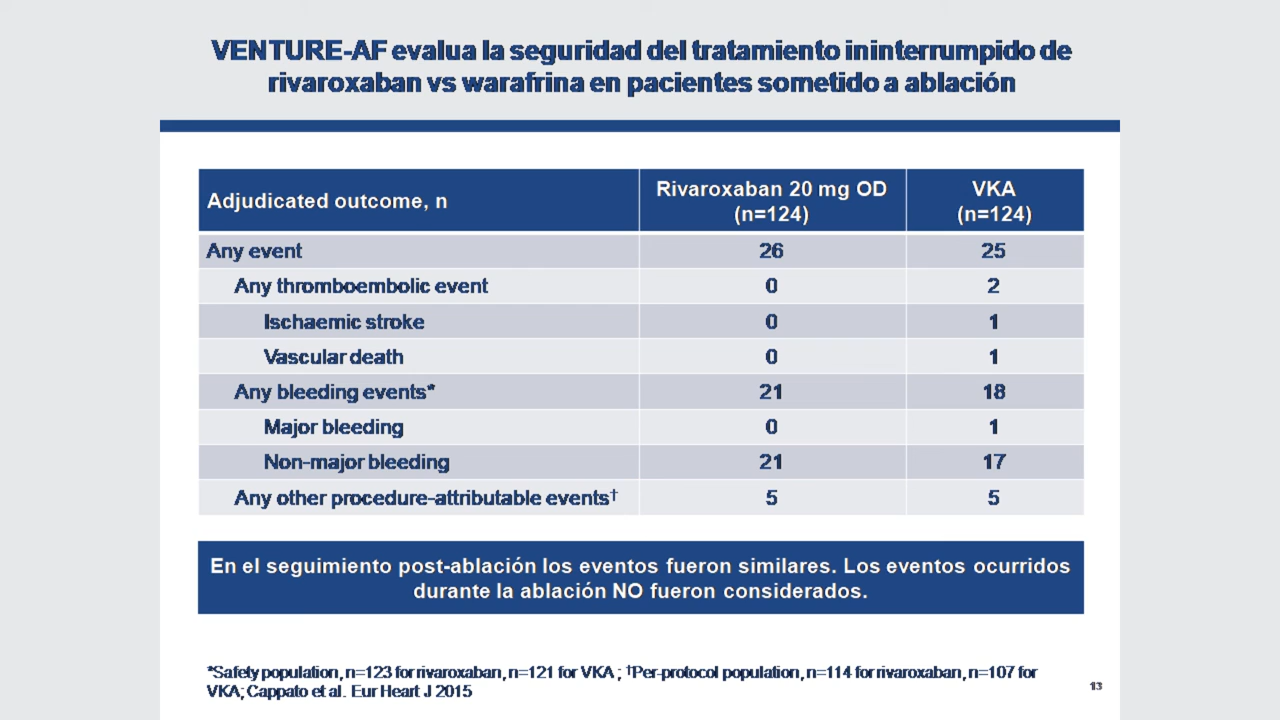 VENTURE-AF evalua la seguridad del tratamiento ininterrumpido de
rivaroxaban vs warafrina en pacientes sometido a ablación
Adjudicated outcome, n Rivaroxaban 20 mg OD (n=124) VKA (n=124)
Any event 26 25
Any thromboembolic event 0 2
Ischaemic stroke 0 1
Vascular death 0 1
Any bleeding events* 21 18
Major bleeding 0 1
Non-major bleeding 21 17
Any other procedure-attributable events† 5 5
En el seguimiento post-ablación los eventos fueron similares. Los eventos ocurridos
durante la ablación NO fueron considerados.
*Safety population, n=123 for rivaroxaban, n=121 for VKA ; †Per-protocol population, n=114 for rivaroxaban, n=107 for
VKA; Cappato et al. Eur Heart J 2015
13